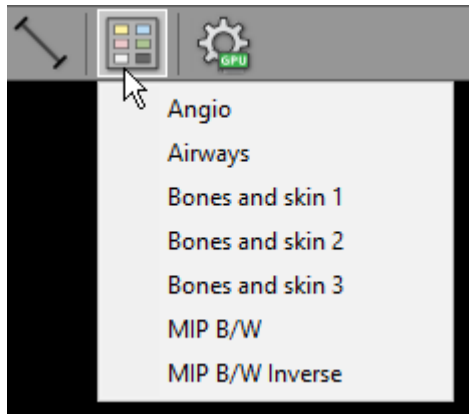 GPU
Angio
Airways
Bones and skin 1
Bones and skin 2
Bones and skin 3
MIP B/W
MIP B/W Inverse